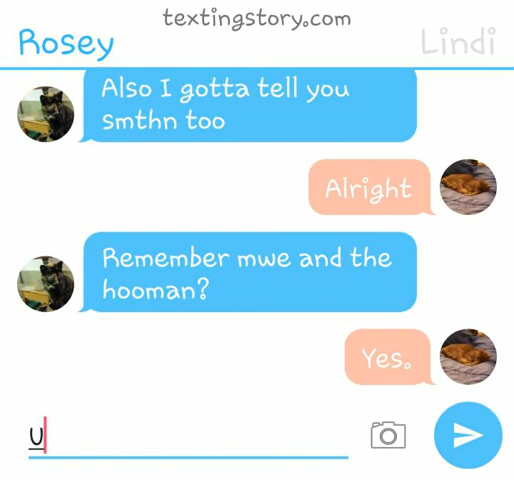 textingstory.com
Rosey
Lindi
Also I gotta tell you
smthn too
Alright
Remember mwe and the
hooman?
Yes.
U